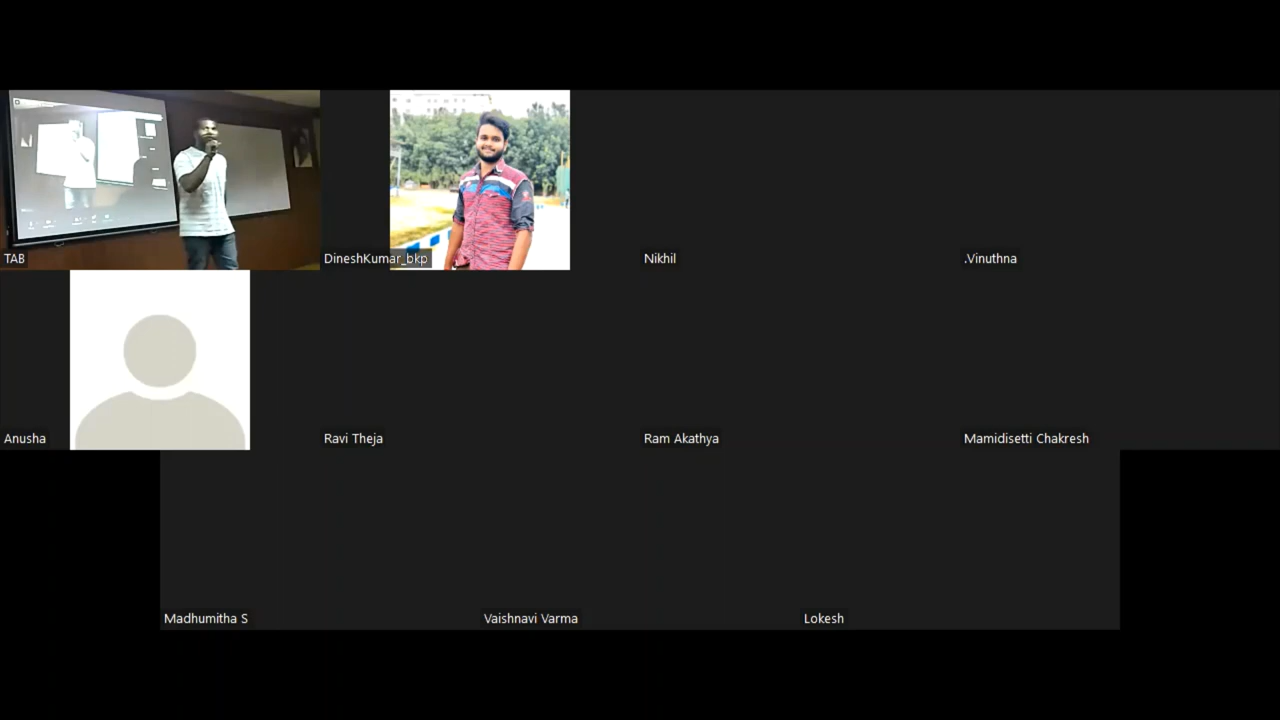 TAB
DineshKumar_bkp
Nikhil
.Vinuthna
Anusha
Ravi Theja
Ram Akathya
Mamidisetti Chakresh
Madhumitha S
Vaishnavi Varma
Lokesh